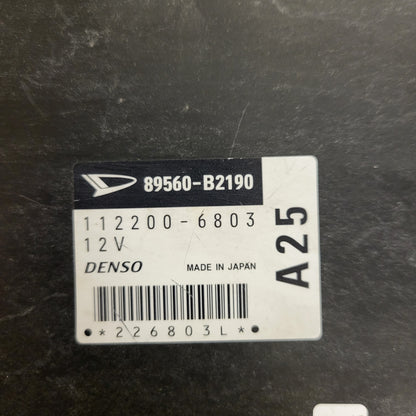 89560-B2190
112200-6803
12V
DENSO MADE IN JAPAN
*226803L*
A25